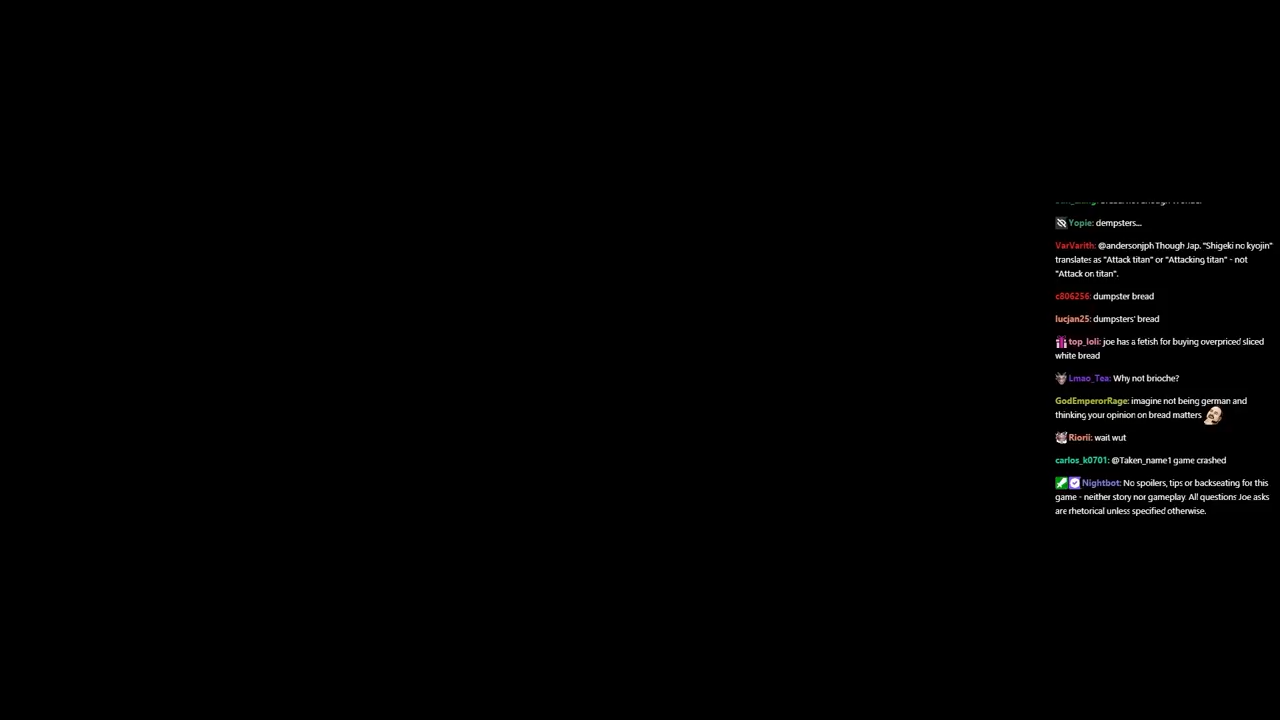 Yopie: dempsters...
VarVarith: @andersonjph Though Jap. "Shigeki no kyojin"
translates as "Attack titan" or "Attacking titan" - not
"Attack on titan".
c806256: dumpster bread
lucjan25: dumpsters' bread
top_loli: joe has a fetish for buying overpriced sliced
white bread
Lmao_Tea: Why not brioche?
GodEmperorRage: imagine not being german and
thinking your opinion on bread matters
Riorii: wait wut
carlos_k0701: @Taken_name1 game crashed
Nightbot: No spoilers, tips or backseating for this
game - neither story nor gameplay. All questions Joe asks
are rhetorical unless specified otherwise.